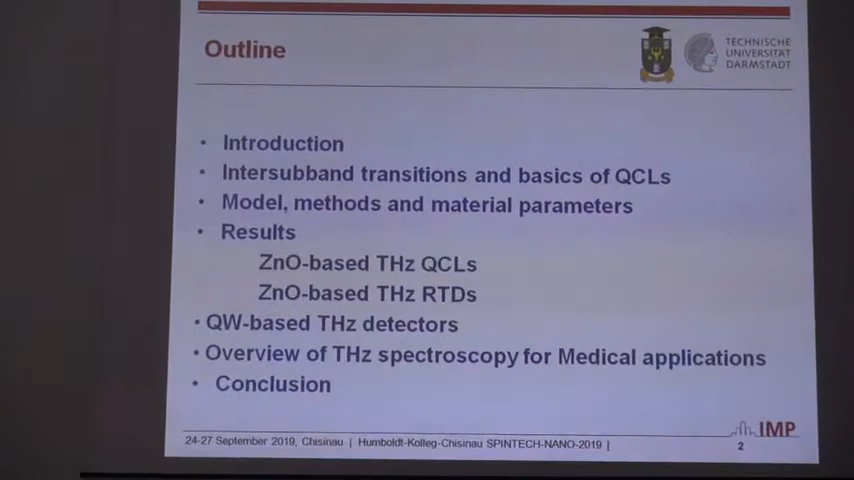 Outline
TECHNISCHE
UNIVERSITÄT
DARMSTADT
• Introduction
• Intersubband transitions and basics of QCLs
• Model, methods and material parameters
• Results
ZnO-based THz QCLs
ZnO-based THz RTDs
• QW-based THz detectors
• Overview of THz spectroscopy for Medical applications
• Conclusion
24-27 September 2019, Chisinau | Humboldt-Kolleg-Chisinau SPINTECH-NANO-2019 |
IMP
2